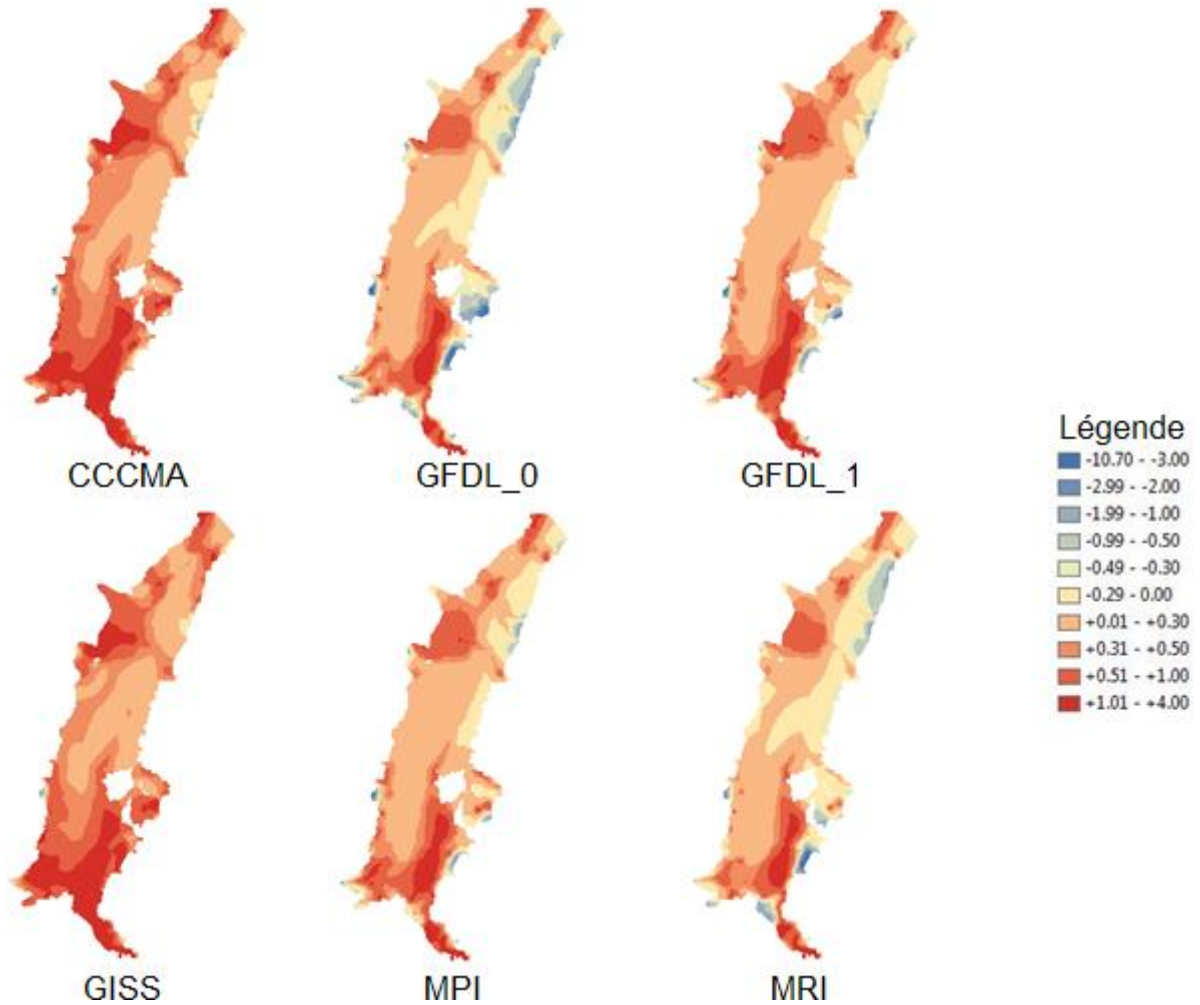 CCCMA
GFDL_0
GFDL_1
Légende
-10.70 - -3.00
-2.99 - -2.00
-1.99 - -1.00
-0.99 - -0.50
-0.49 - -0.30
-0.29 - 0.00
+0.01 - +0.30
+0.31 - +0.50
+0.51 - +1.00
+1.01 - +4.00
GISS
MPI
MRI